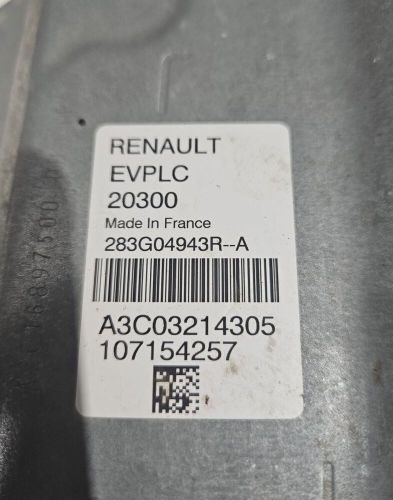 RENAULT
EVPLC
20300
Made In France
283G04943R--A
A3C03214305
107154257